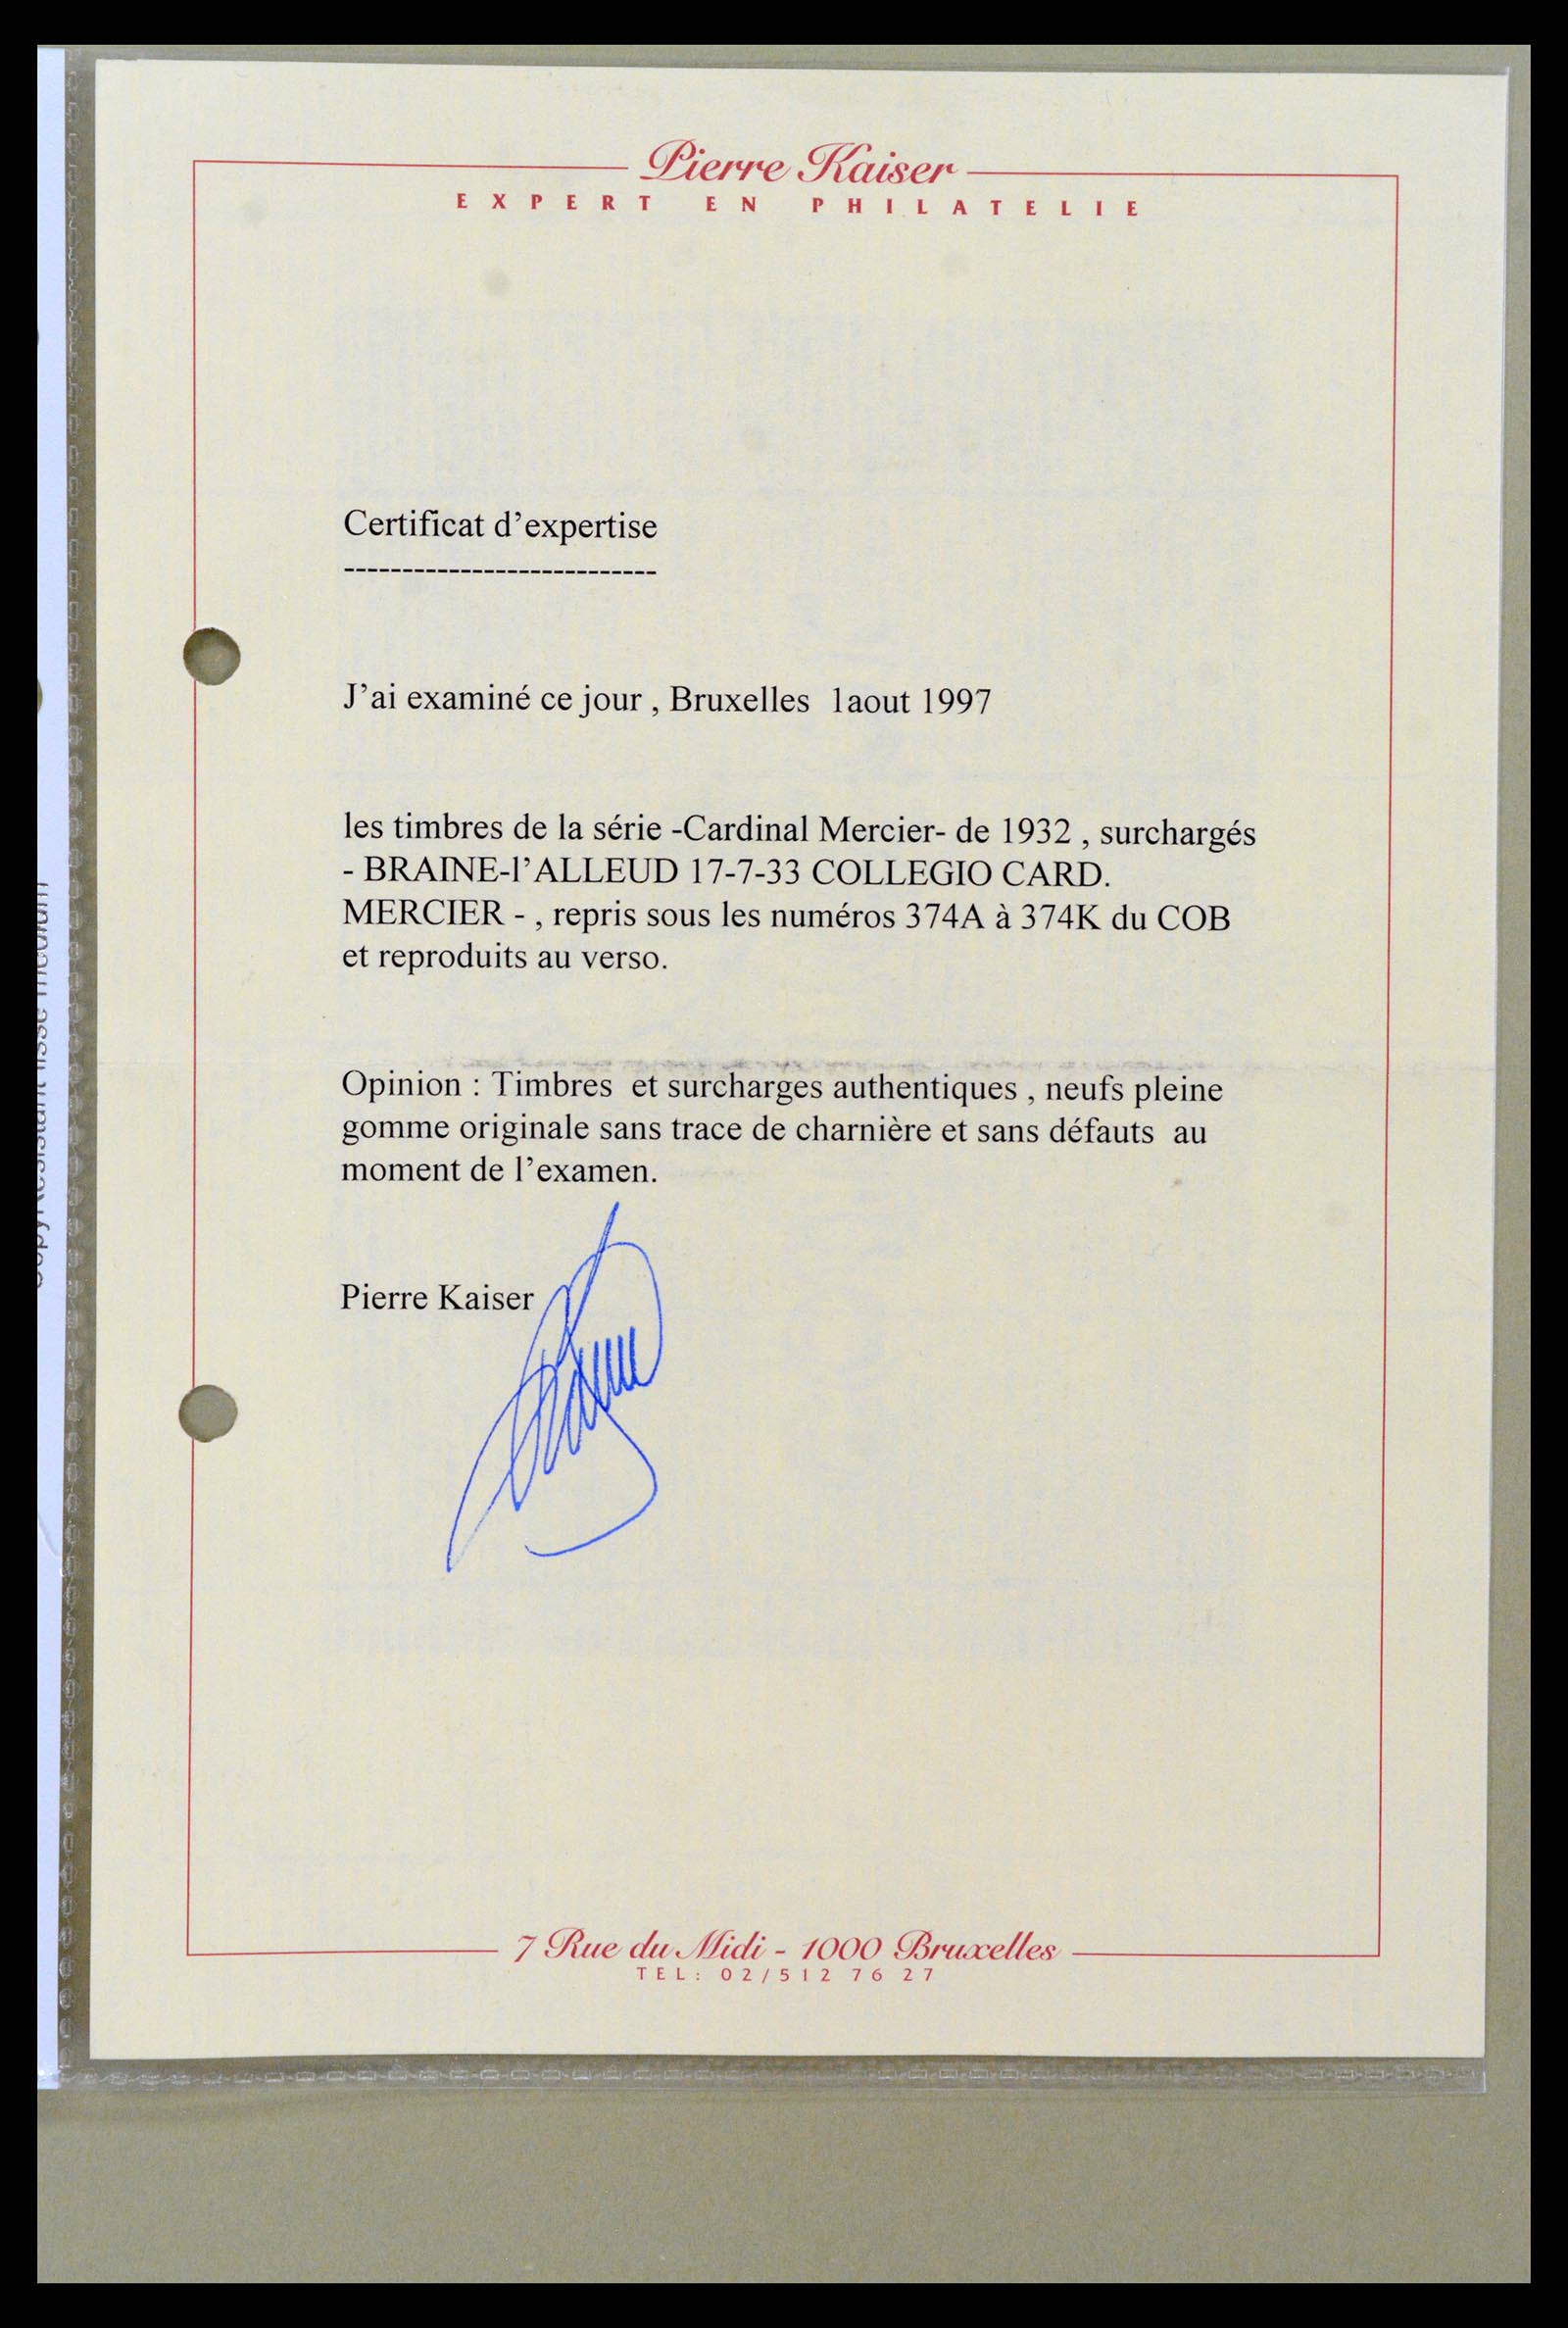 Pierre Kaiser
EXPERT EN PHILATELIE
Certificat d'expertise
---------------------------
J'ai examiné ce jour , Bruxelles 1aout 1997
les timbres de la série -Cardinal Mercier- de 1932 , surchargés
- BRAINE-l'ALLEUD 17-7-33 COLLEGIO CARD.
MERCIER - , repris sous les numéros 374A à 374K du COB
et reproduits au verso.
Opinion : Timbres et surcharges authentiques , neufs pleine
gomme originale sans trace de charnière et sans défauts au
moment de l'examen.
Pierre Kaiser
7 Rue du Midi - 1000 Bruxelles
TEL: 02/512 76 27